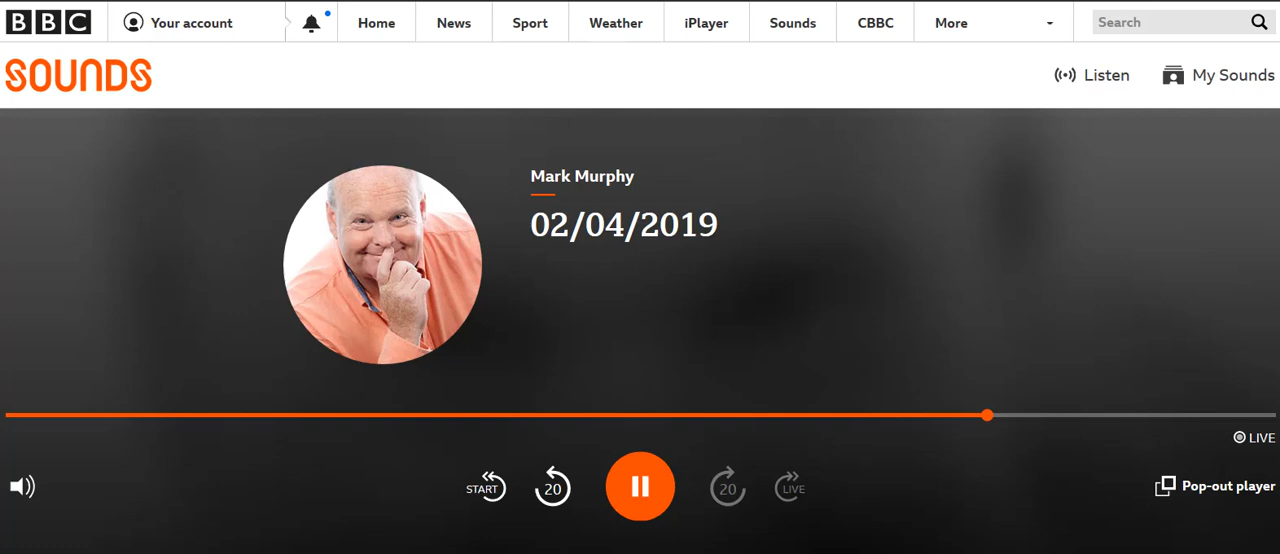 BBC Your account Home News Sport Weather iPlayer Sounds CBBC More Search
SOUNDS Listen My Sounds
Mark Murphy
02/04/2019
LIVE
START 20 20 LIVE Pop-out player